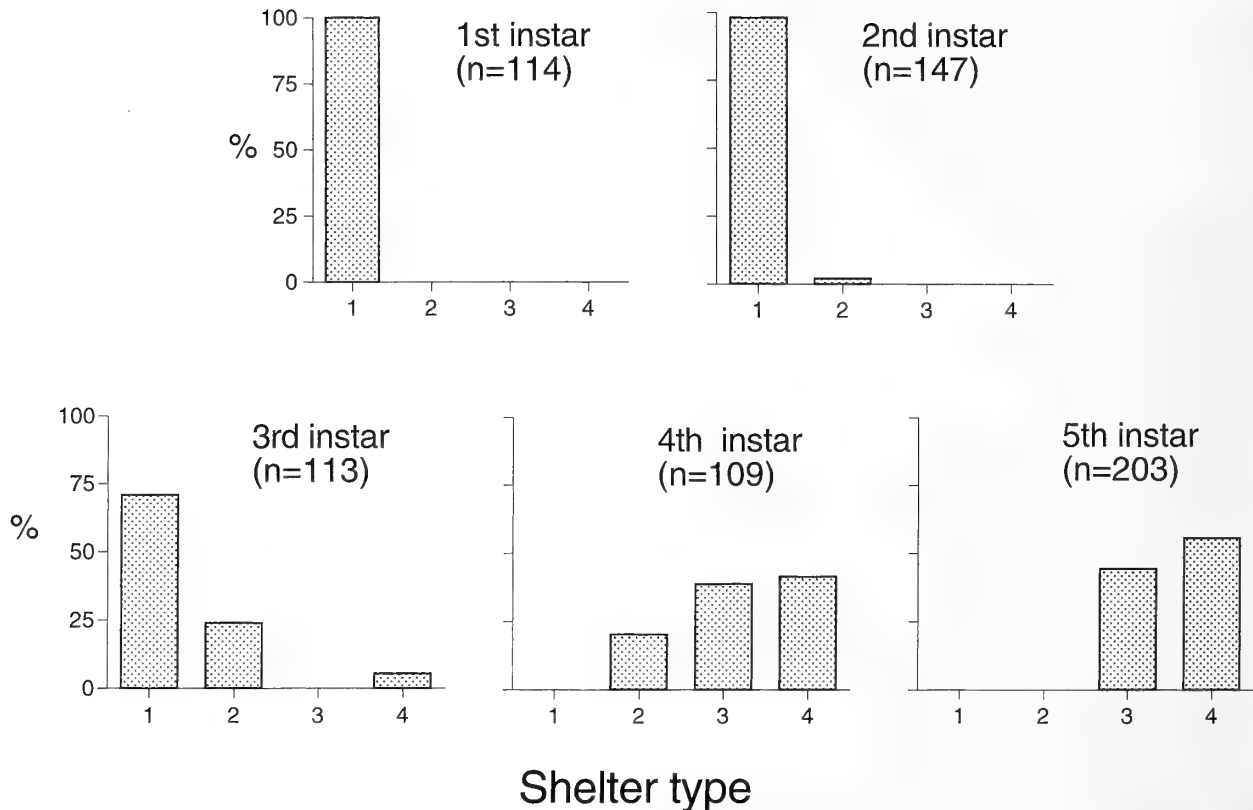 1st instar
(n=114)
%
100
75
50
25
0
1 2 3 4
2nd instar
(n=147)
1 2 3 4
3rd instar
(n=113)
%
100
75
50
25
0
1 2 3 4
4th instar
(n=109)
1 2 3 4
5th instar
(n=203)
1 2 3 4
Shelter type